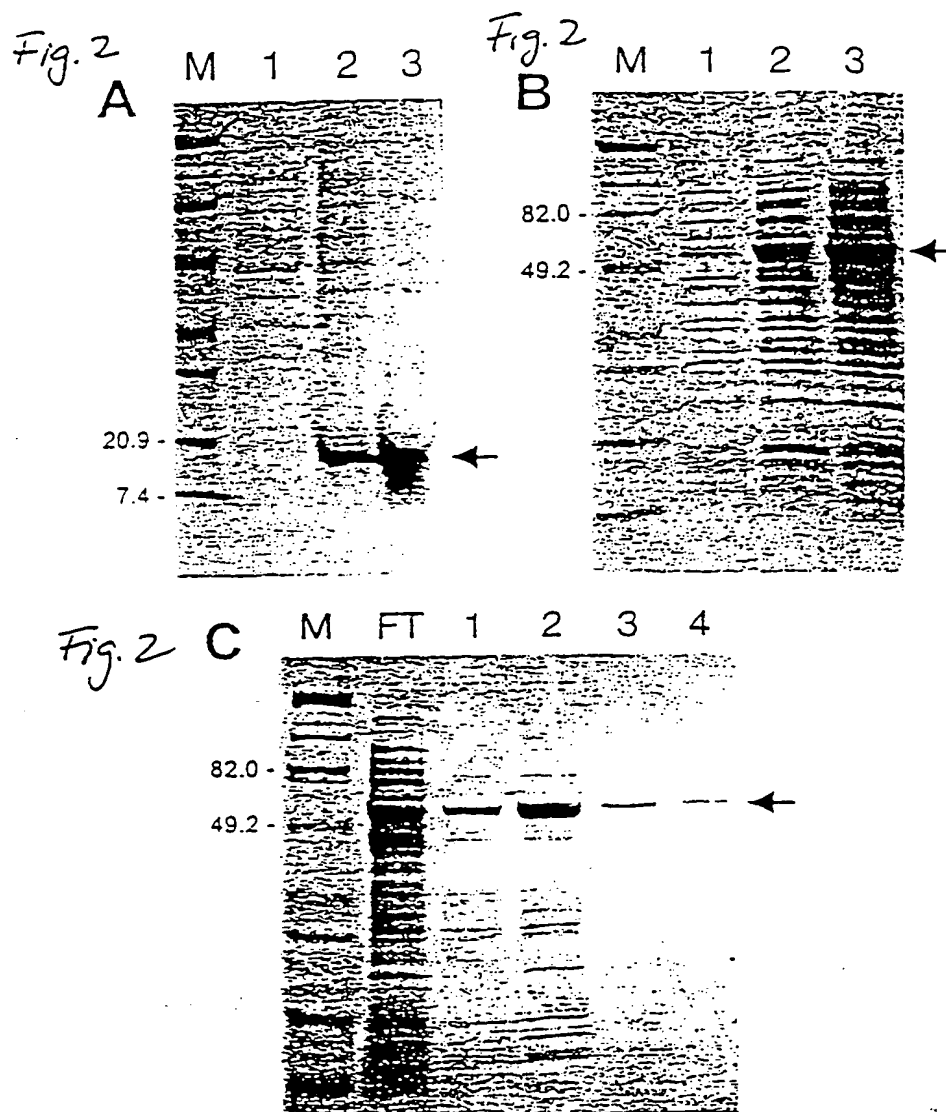 Fig. 2
A
M 1 2 3
20.9 -
7.4 -
Fig. 2
B
M 1 2 3
82.0 -
49.2 -
Fig. 2 C
M FT 1 2 3 4
82.0 -
49.2 -